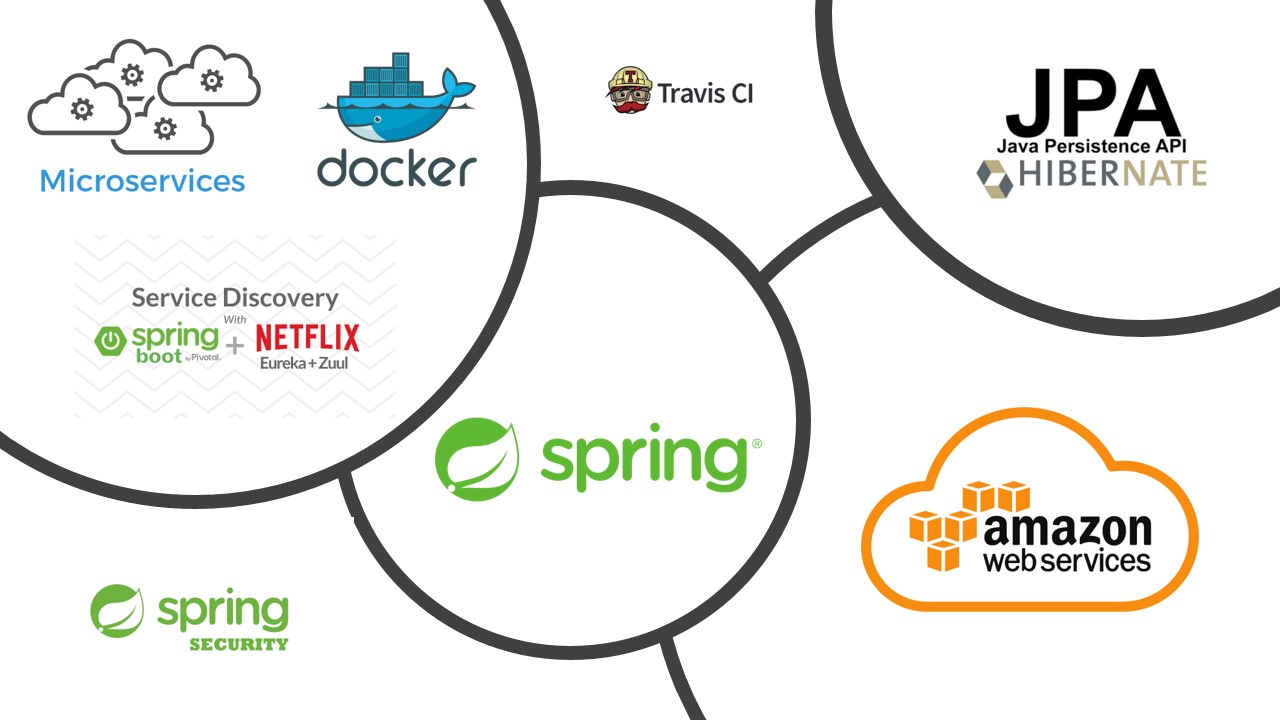 Microservices
docker
Travis CI
T
JPA
Java Persistence API
HIBERNATE
Service Discovery
With
spring boot by Pivotal.
+
NETFLIX
Eureka+Zuul
spring®
amazon
web services
spring
SECURITY